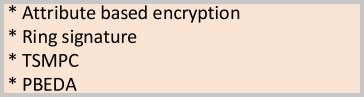 * Attribute based encryption
* Ring signature
* TSMPC
* PBEDA